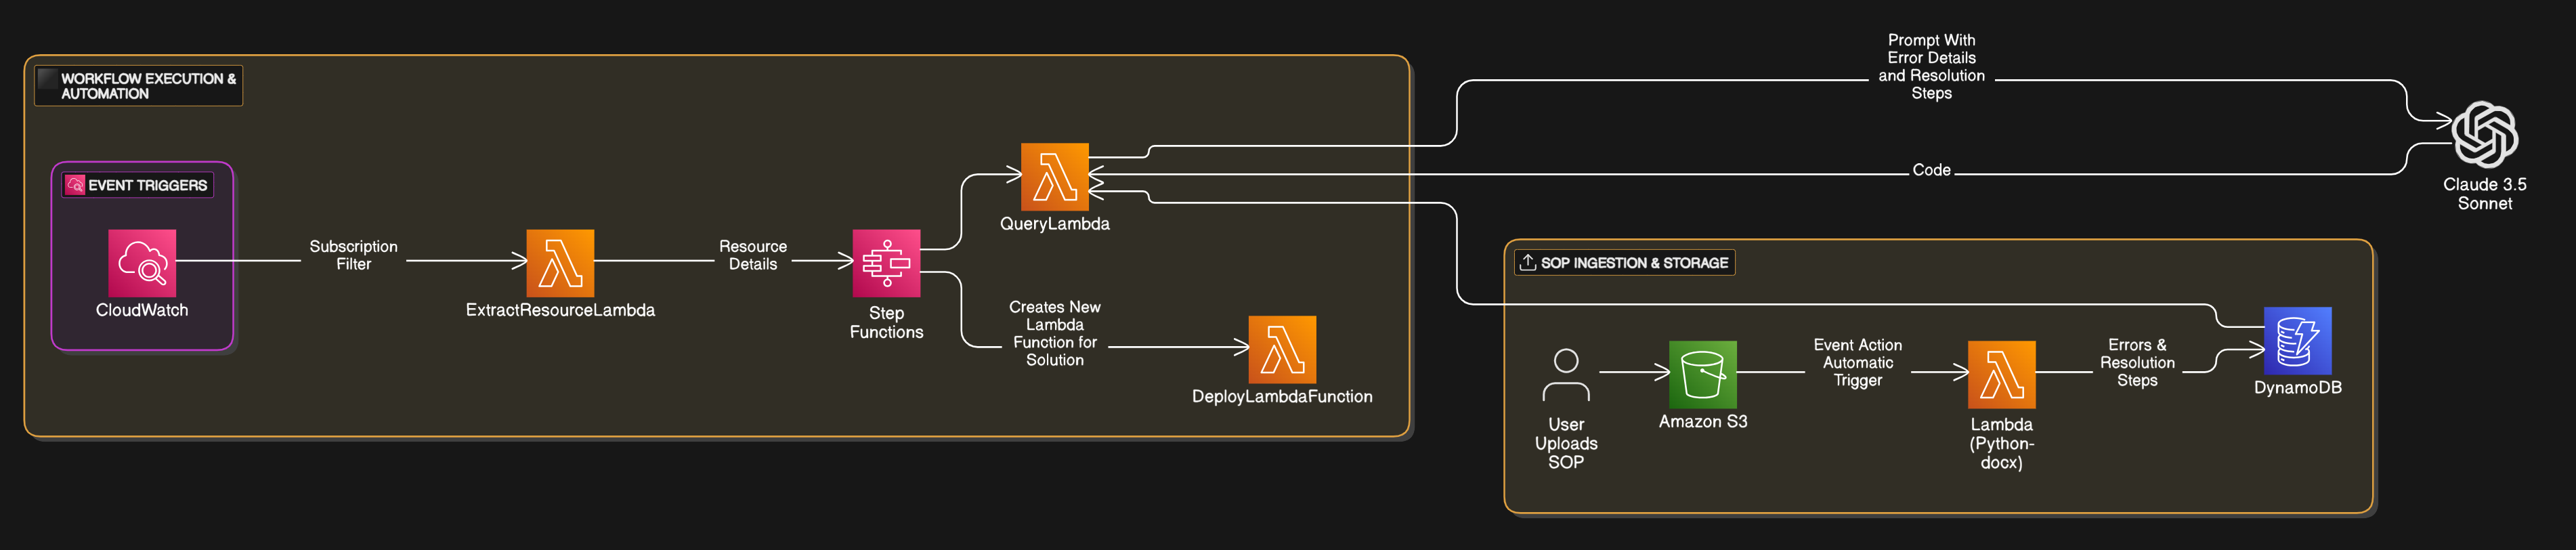 WORKFLOW EXECUTION &
AUTOMATION
EVENT TRIGGERS
CloudWatch
Subscription
Filter
ExtractResourceLambda
Resource
Details
Step
Functions
QueryLambda
Creates New
Lambda
Function for
Solution
DeployLambdaFunction
Prompt With
Error Details
and Resolution
Steps
Code
Claude 3.5
Sonnet
SOP INGESTION & STORAGE
User
Uploads
SOP
Amazon S3
Event Action
Automatic
Trigger
Lambda
(Python-
docx)
Errors &
Resolution
Steps
DynamoDB